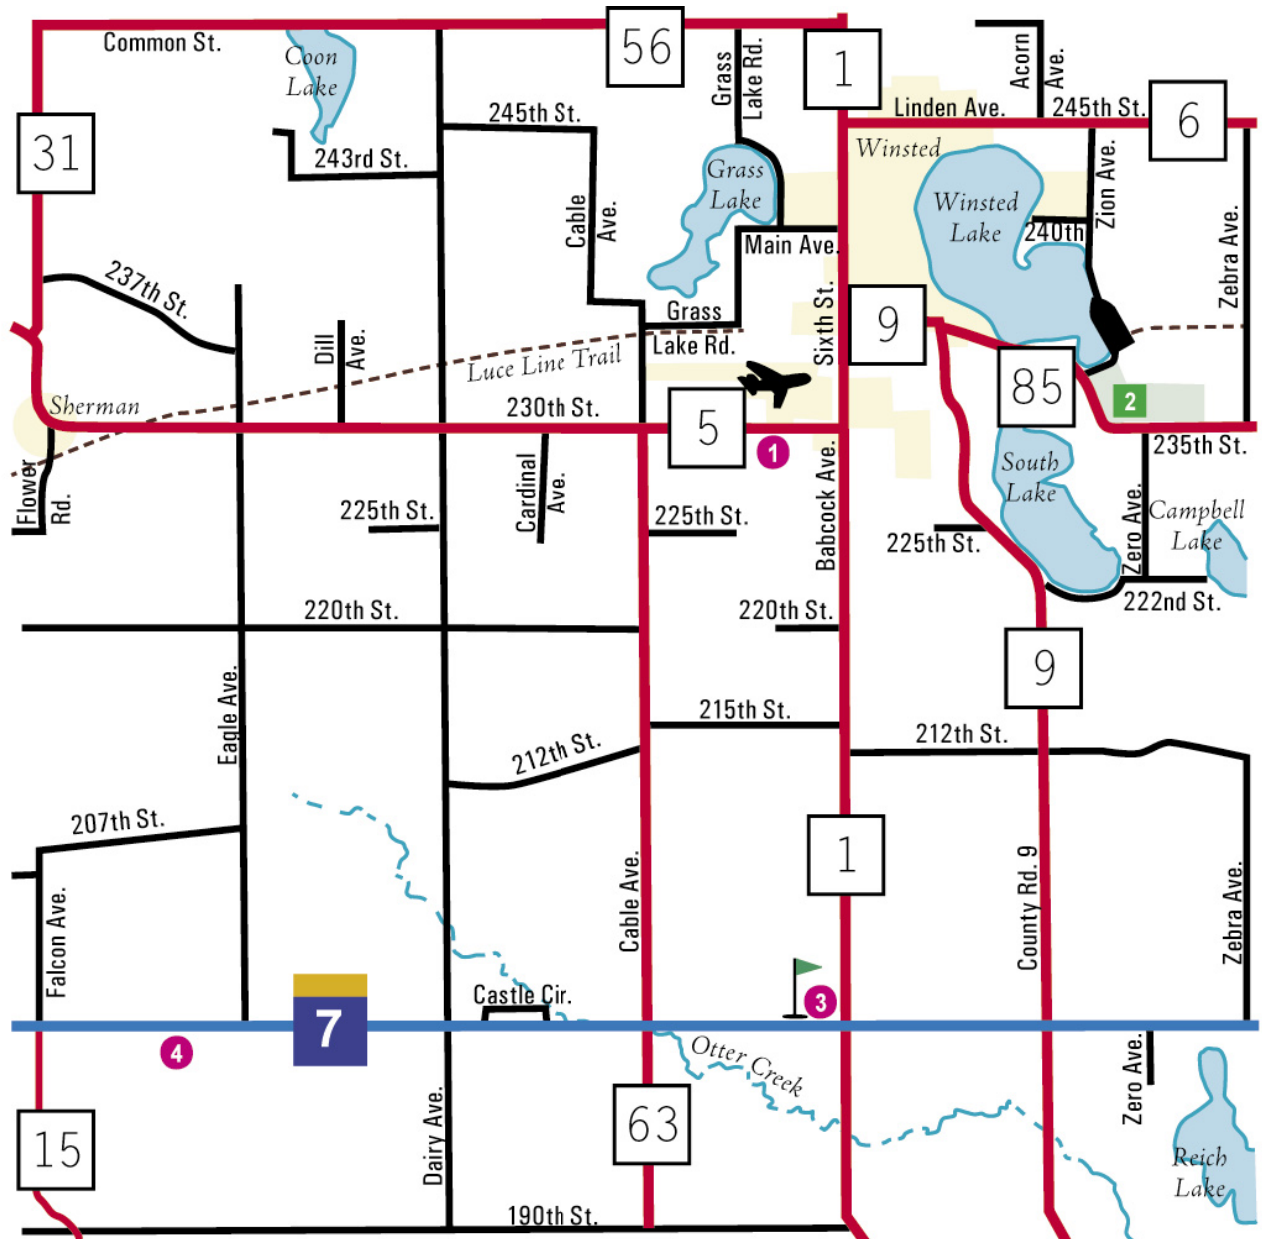 Common St.
56
Grass
Lake Rd.
1
Acorn
Ave.
Coon
Lake
Linden Ave.
245th St.
6
31
245th St.
243rd St.
Winsted
Grass
Lake
Winsted
Lake
Zion Ave.
240th
Cable
Ave.
Main Ave.
Zebra Ave.
237th St.
Grass
Lake Rd.
Sixth St.
9
Dill
Ave.
Luce Line Trail
85
Sherman
230th St.
5
1
2
235th St.
Flower
Rd.
Cardinal
Ave.
225th St.
225th St.
Babcock Ave.
225th St.
South
Lake
Zero Ave.
Campbell
Lake
222nd St.
220th St.
220th St.
9
Eagle Ave.
215th St.
212th St.
212th St.
207th St.
1
Falcon Ave.
Cable Ave.
County Rd. 9
Zebra Ave.
Castle Cir.
3
7
4
Otter Creek
Zero Ave.
15
Dairy Ave.
63
Reich
Lake
190th St.